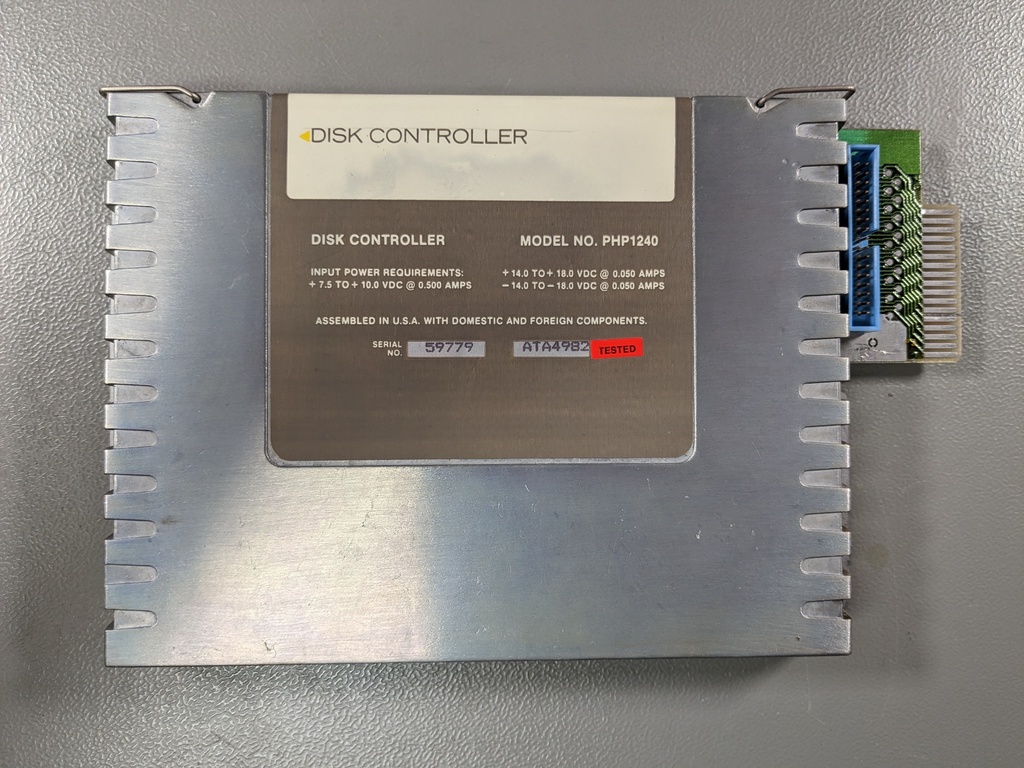 DISK CONTROLLER
DISK CONTROLLER MODEL NO. PHP1240
INPUT POWER REQUIREMENTS: +14.0 TO+ 18.0 VDC @ 0.050 AMPS
+ 7.5 TO + 10.0 VDC @ 0.500 AMPS −14.0 TO− 18.0 VDC @ 0.050 AMPS
ASSEMBLED IN U.S.A. WITH DOMESTIC AND FOREIGN COMPONENTS.
SERIAL NO. 59779 ATA4982 TESTED